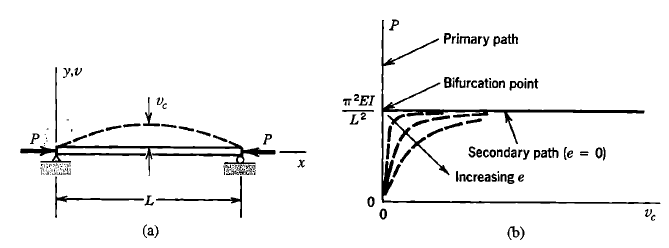 y,v
v_c
P
P
x
L
(a)
P
Primary path
Bifurcation point
π²EI
L²
Secondary path (e = 0)
Increasing e
0
0
v_c
(b)